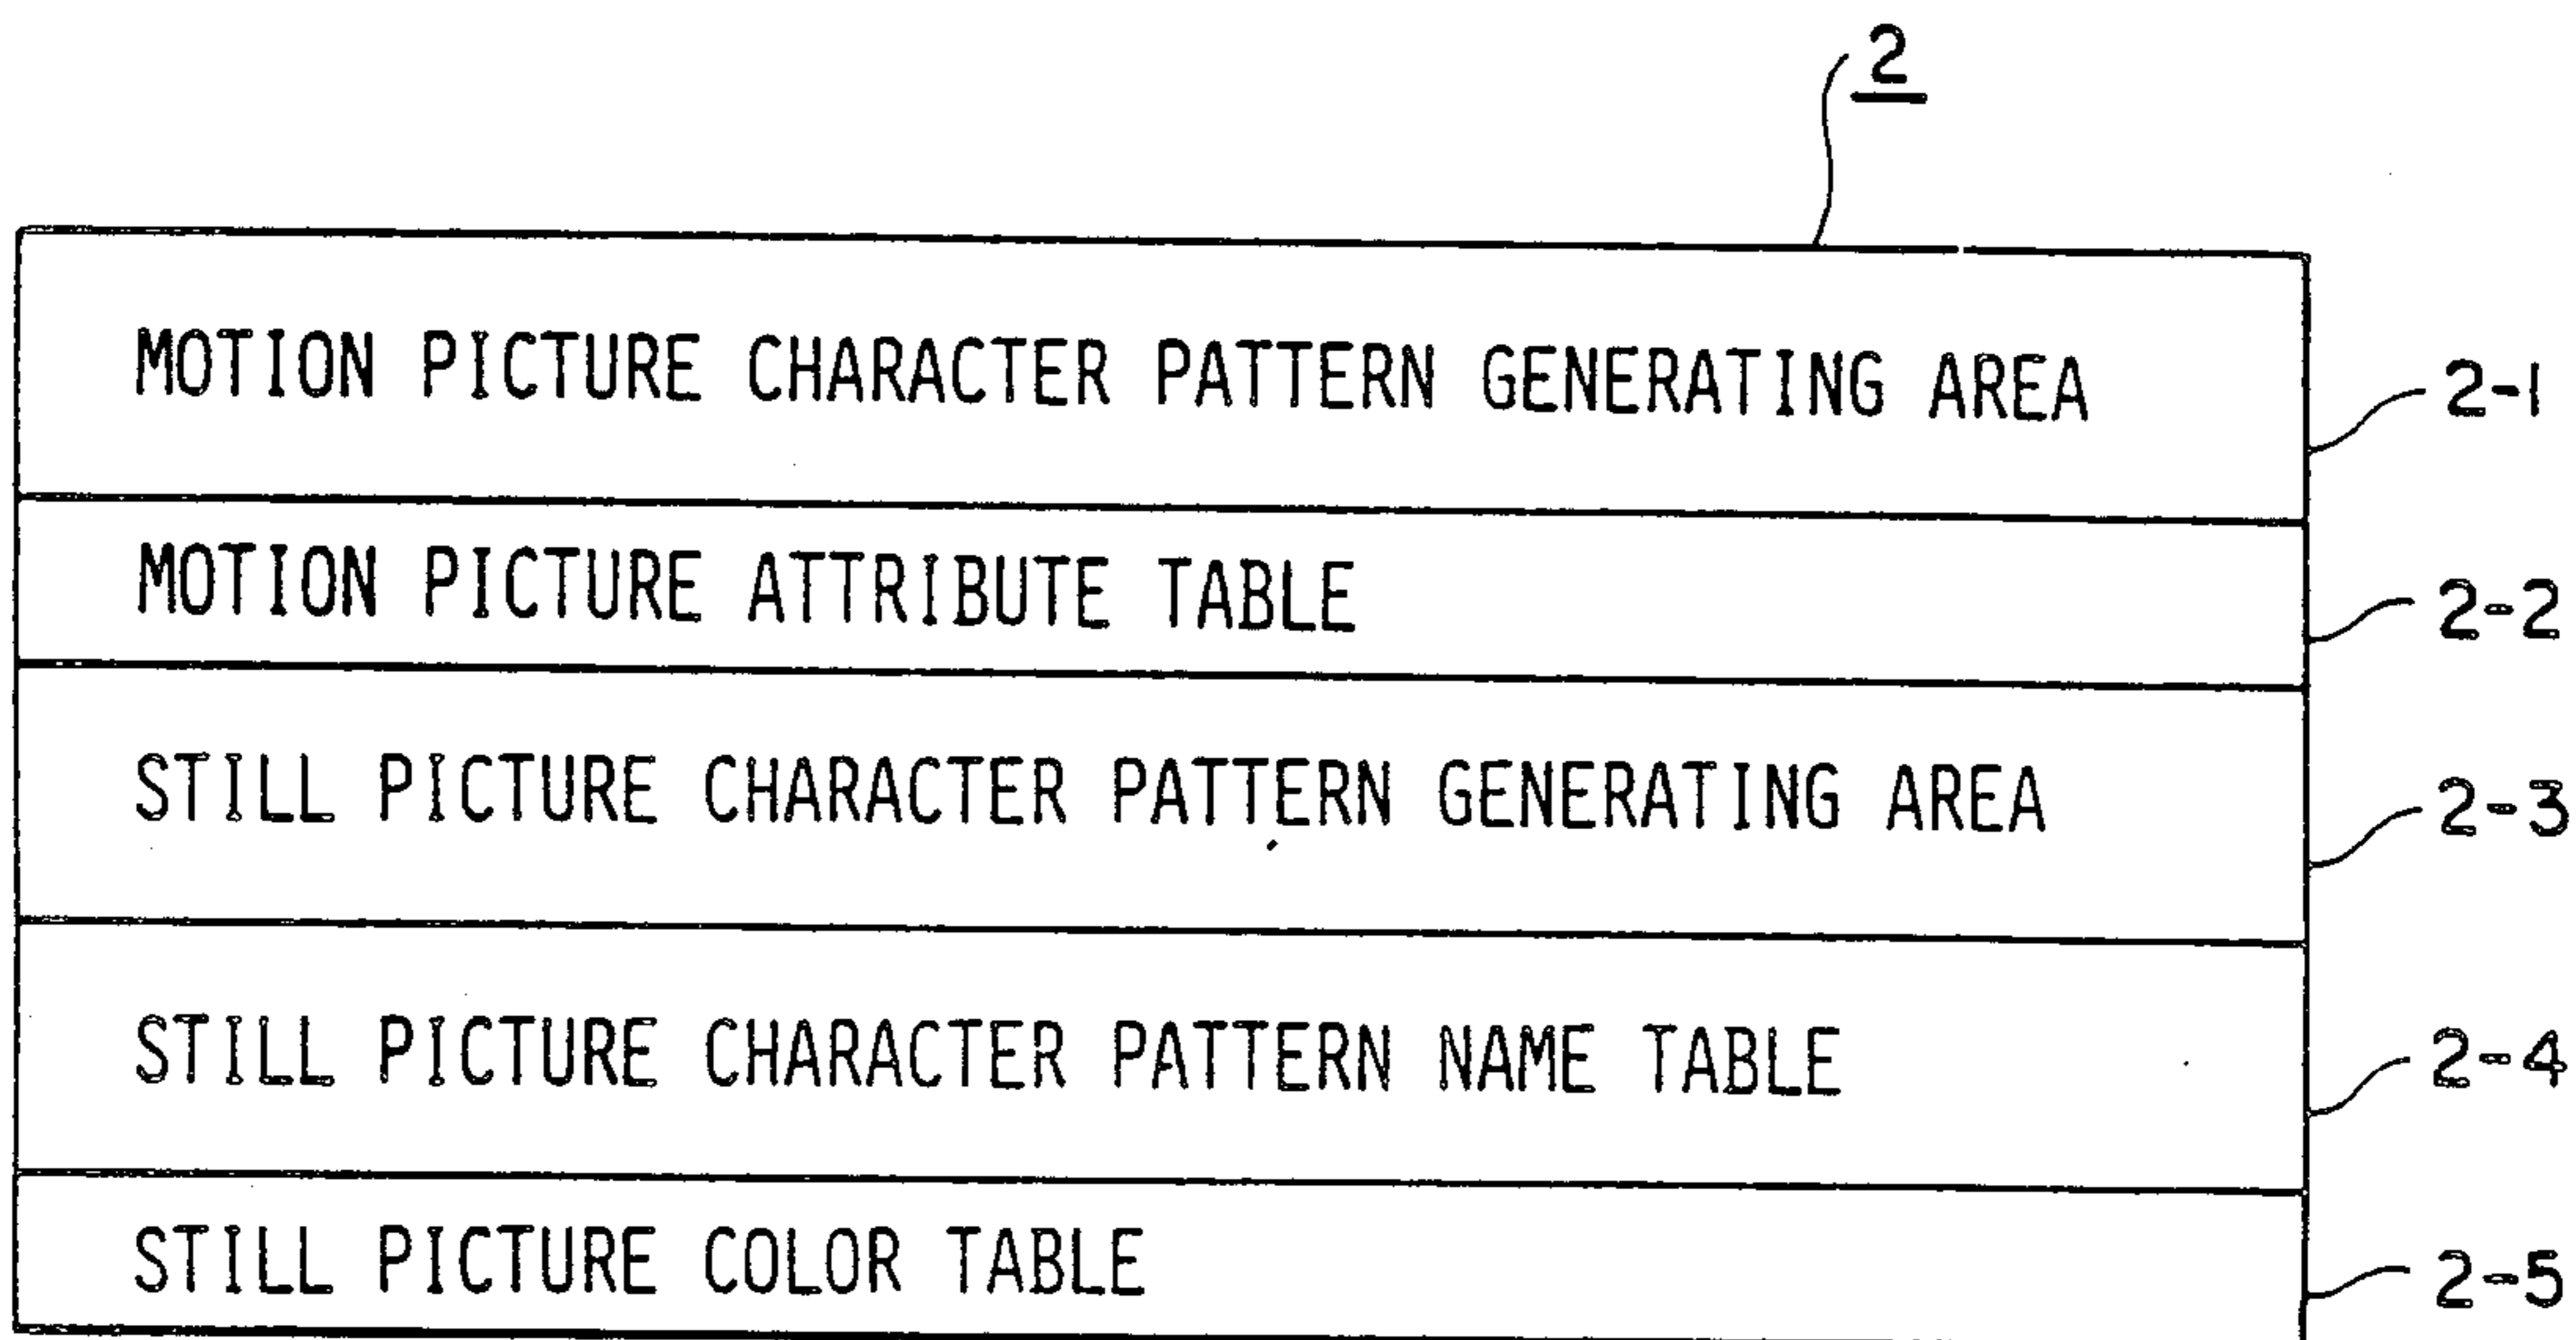 2
MOTION PICTURE CHARACTER PATTERN GENERATING AREA
2-1
MOTION PICTURE ATTRIBUTE TABLE
2-2
STILL PICTURE CHARACTER PATTERN GENERATING AREA
2-3
STILL PICTURE CHARACTER PATTERN NAME TABLE
2-4
STILL PICTURE COLOR TABLE
2-5